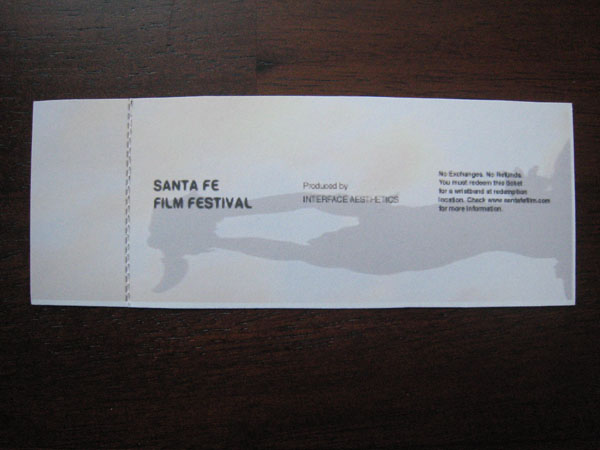 SANTA FE
FILM FESTIVAL
Produced by
INTERFACE AESTHETICS
No Exchanges. No Refunds.
You must redeem this ticket
for a wristband at redemption
location. Check www.santafefilm.com
for more information.